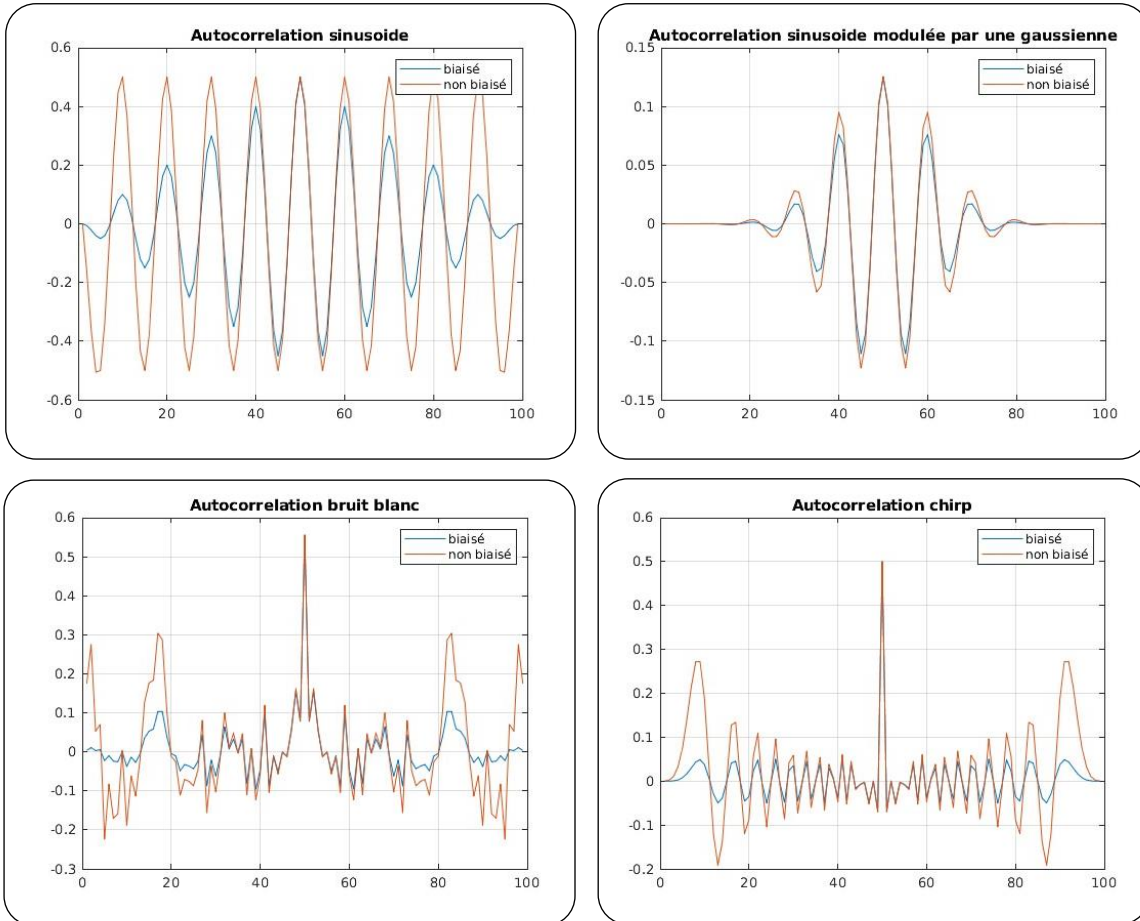 Autocorrelation sinusoide
0.6
biaisé
non biaisé
0.4
0.2
0
-0.2
-0.4
-0.6
0 20 40 60 80 100
Autocorrelation sinusoide modulée par une gaussienne
0.15
biaisé
non biaisé
0.1
0.05
0
-0.05
-0.1
-0.15
0 20 40 60 80 100
Autocorrelation bruit blanc
0.6
biaisé
non biaisé
0.5
0.4
0.3
0.2
0.1
0
-0.1
-0.2
-0.3
0 20 40 60 80 100
Autocorrelation chirp
0.6
biaisé
non biaisé
0.5
0.4
0.3
0.2
0.1
0
-0.1
-0.2
0 20 40 60 80 100